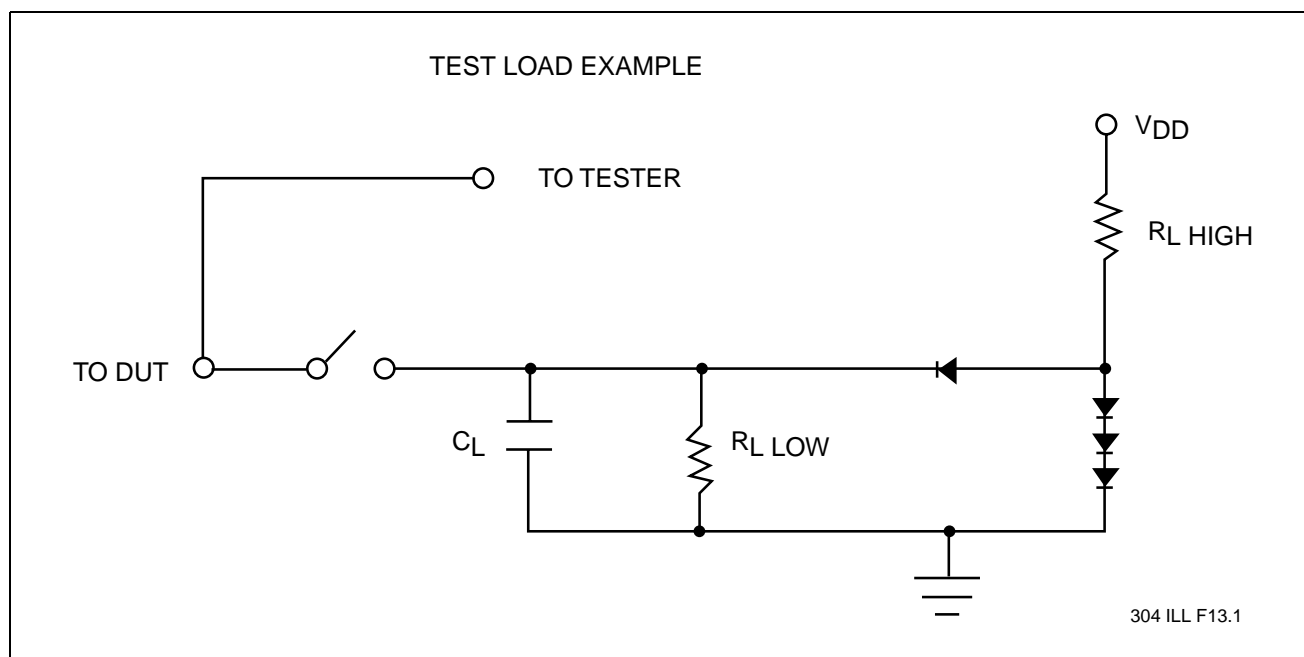 TEST LOAD EXAMPLE
VDD
TO TESTER
RL HIGH
TO DUT
CL
RL LOW
304 ILL F13.1